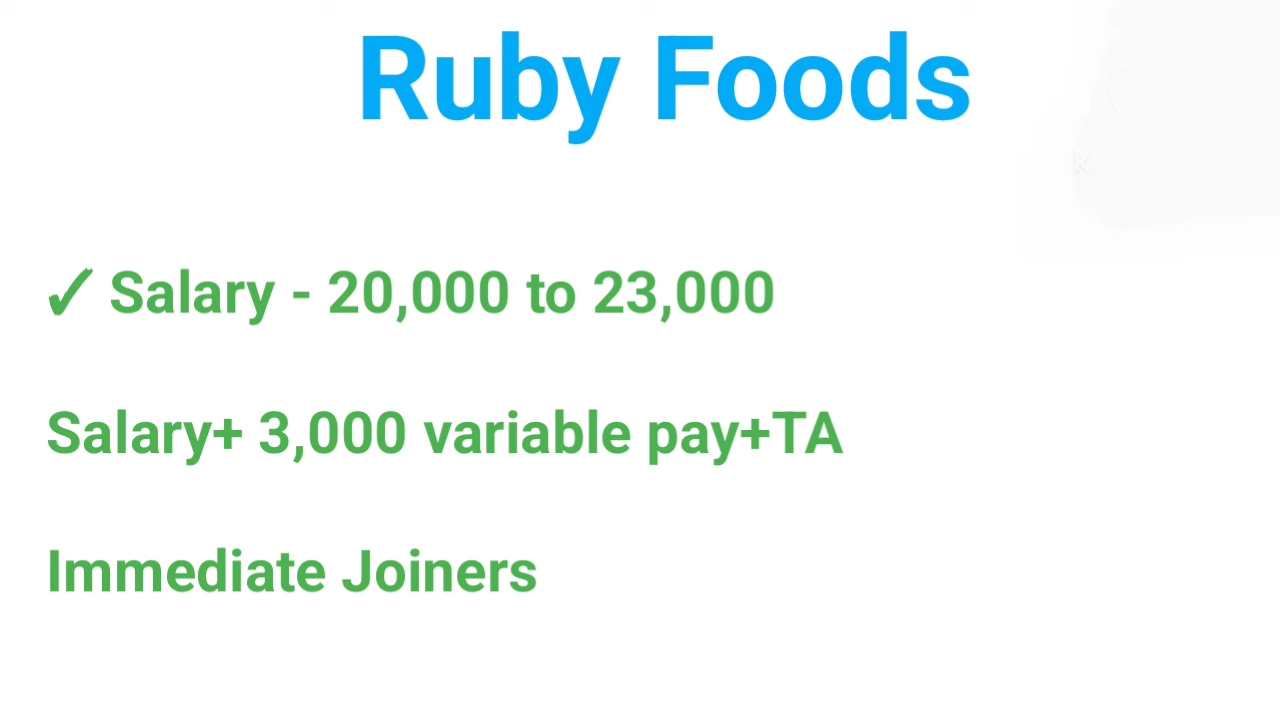 Ruby Foods
✓ Salary - 20,000 to 23,000
Salary+ 3,000 variable pay+TA
Immediate Joiners